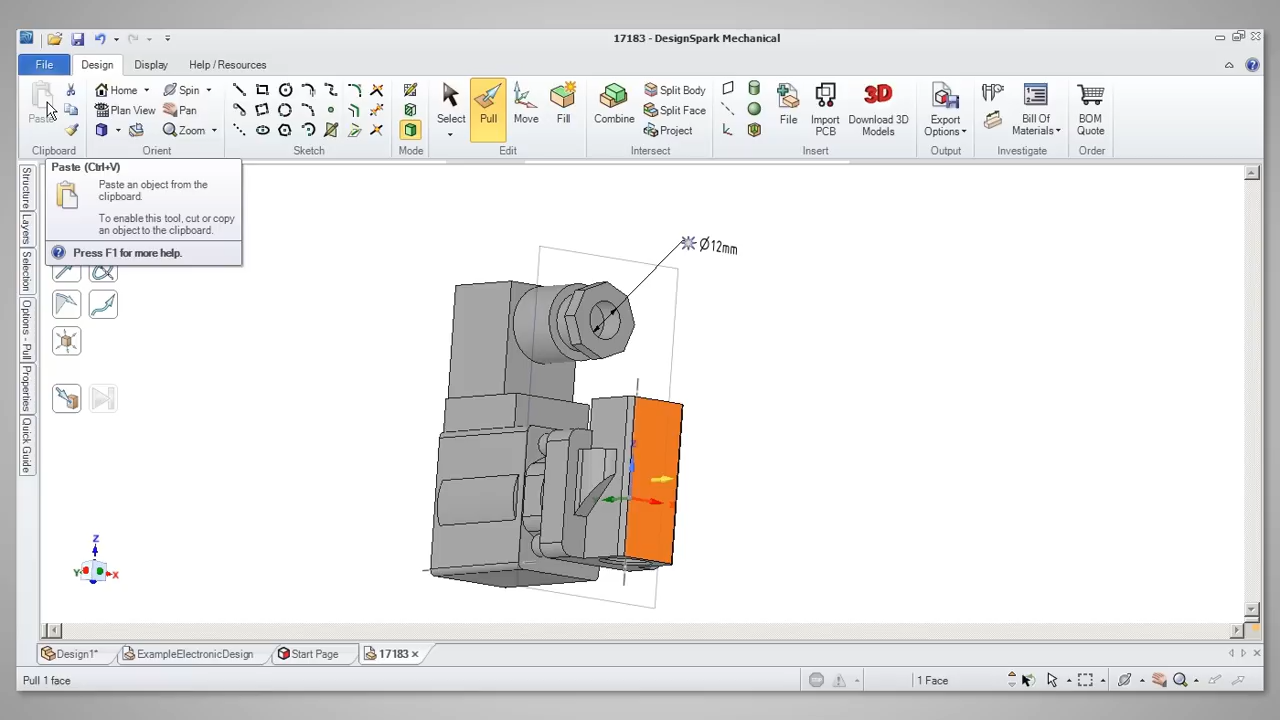 17183 - DesignSpark Mechanical
File Design Display Help / Resources
Paste
Home
Plan View
Spin
Pan
Zoom
Select
Pull
Move
Fill
Combine
Split Body
Split Face
Project
File
Import
PCB
Download 3D
Models
Export
Options
Bill Of
Materials
BOM
Quote
Clipboard Orient Sketch Mode Edit Intersect Insert Output Investigate Order
Paste (Ctrl+V)
Paste an object from the
clipboard.
To enable this tool, cut or copy
an object to the clipboard.
Press F1 for more help.
Structure
Layers
Selection
Options - Pull
Properties
Quick Guide
Ø12mm
Z
Y
X
Design1* ExampleElectronicDesign Start Page 17183
Pull 1 face
1 Face